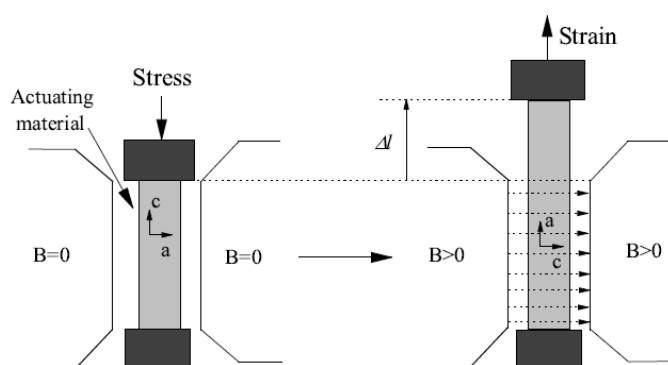 Strain
Stress
Actuating
material
Δl
c
a
B=0
B=0
a
c
B>0
B>0